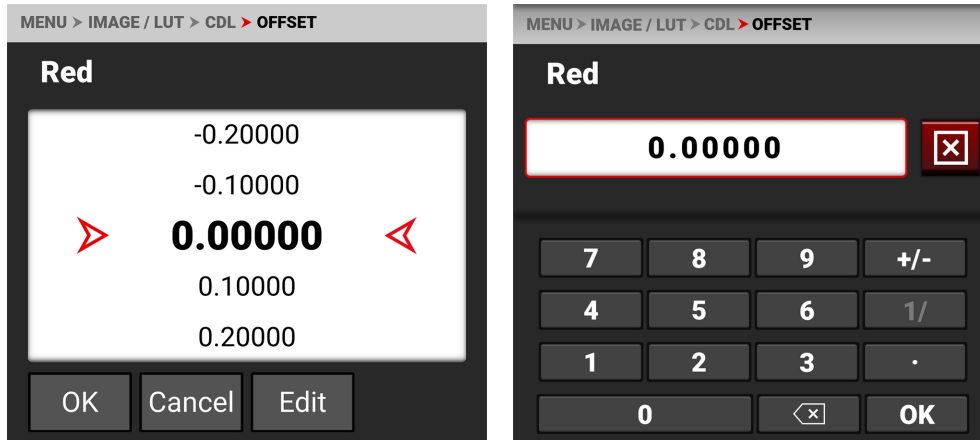 MENU > IMAGE / LUT > CDL > OFFSET
Red
-0.20000
-0.10000
0.00000
0.10000
0.20000
OK Cancel Edit
MENU > IMAGE / LUT > CDL > OFFSET
Red
0.00000
7 8 9 +/-
4 5 6 1/
1 2 3 .
0 OK